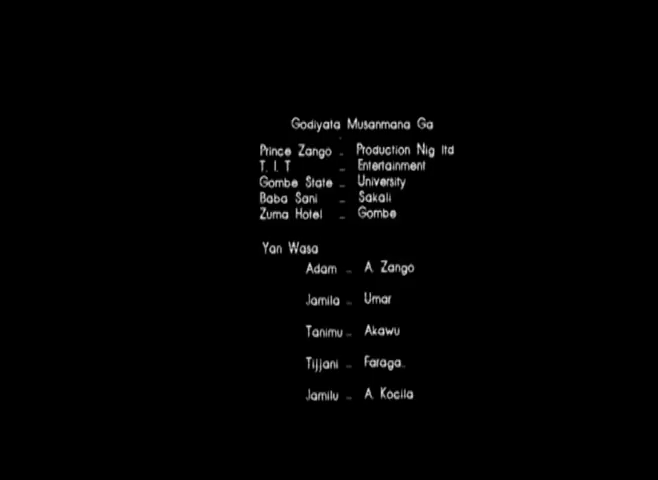 Godiyata Musanmana Ga
Prince Zango _ Production Nig ltd
T. I. T _ Entertainment
Gombe State _ University
Baba Sani _ Sakali
Zuma Hotel _ Gombe
Yan Wasa
Adam _ A. Zango
Jamila _ Umar
Tanimu _ Akawu
Tijjani _ Faraga..
Jamilu _ A. Kocila